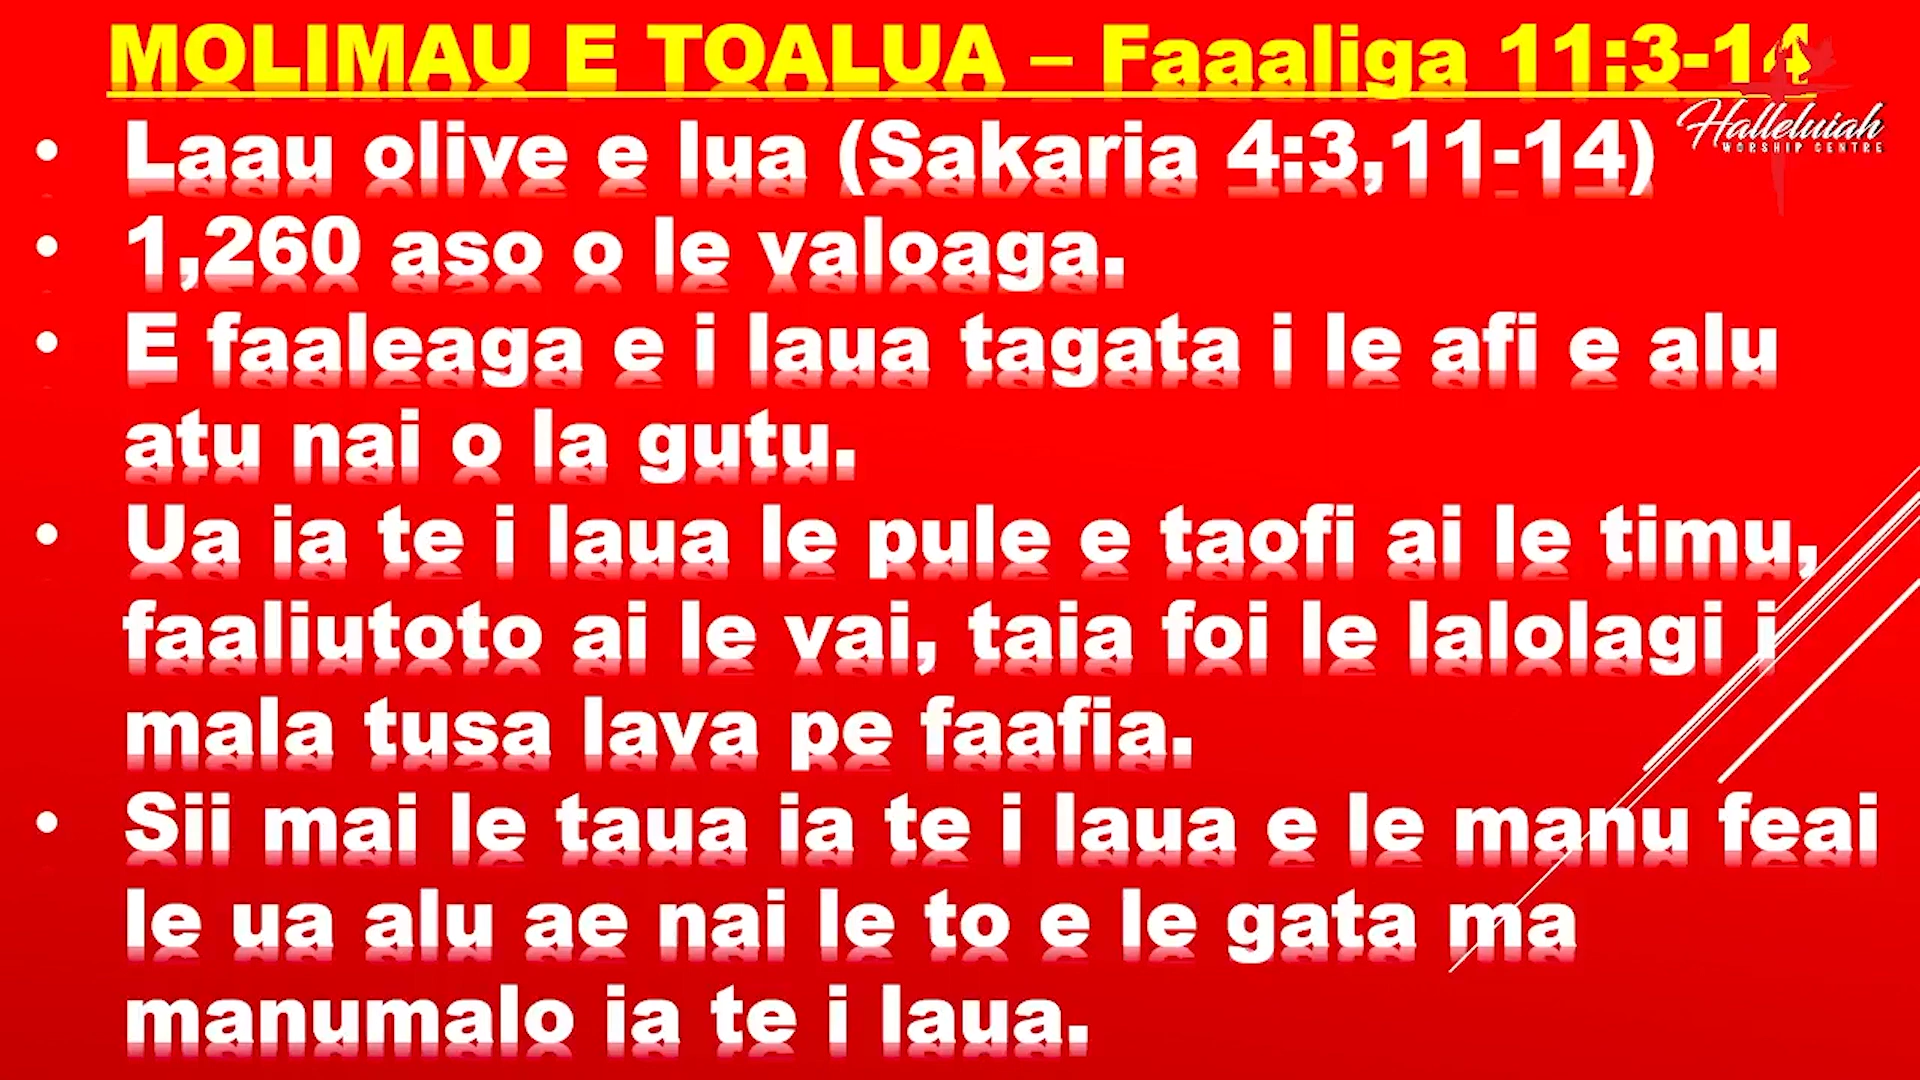 MOLIMAU E TOALUA – Faaaliga 11:3-14
Halleluiah
WORSHIP CENTRE
• Laau olive e lua (Sakaria 4:3,11-14)
• 1,260 aso o le valoaga.
• E faaleaga e i laua tagata i le afi e alu
atu nai o la gutu.
• Ua ia te i laua le pule e taofi ai le timu,
faaliutoto ai le vai, taia foi le lalolagi i
mala tusa lava pe faafia.
• Sii mai le taua ia te i laua e le manu feai
le ua alu ae nai le to e le gata ma
manumalo ia te i laua.